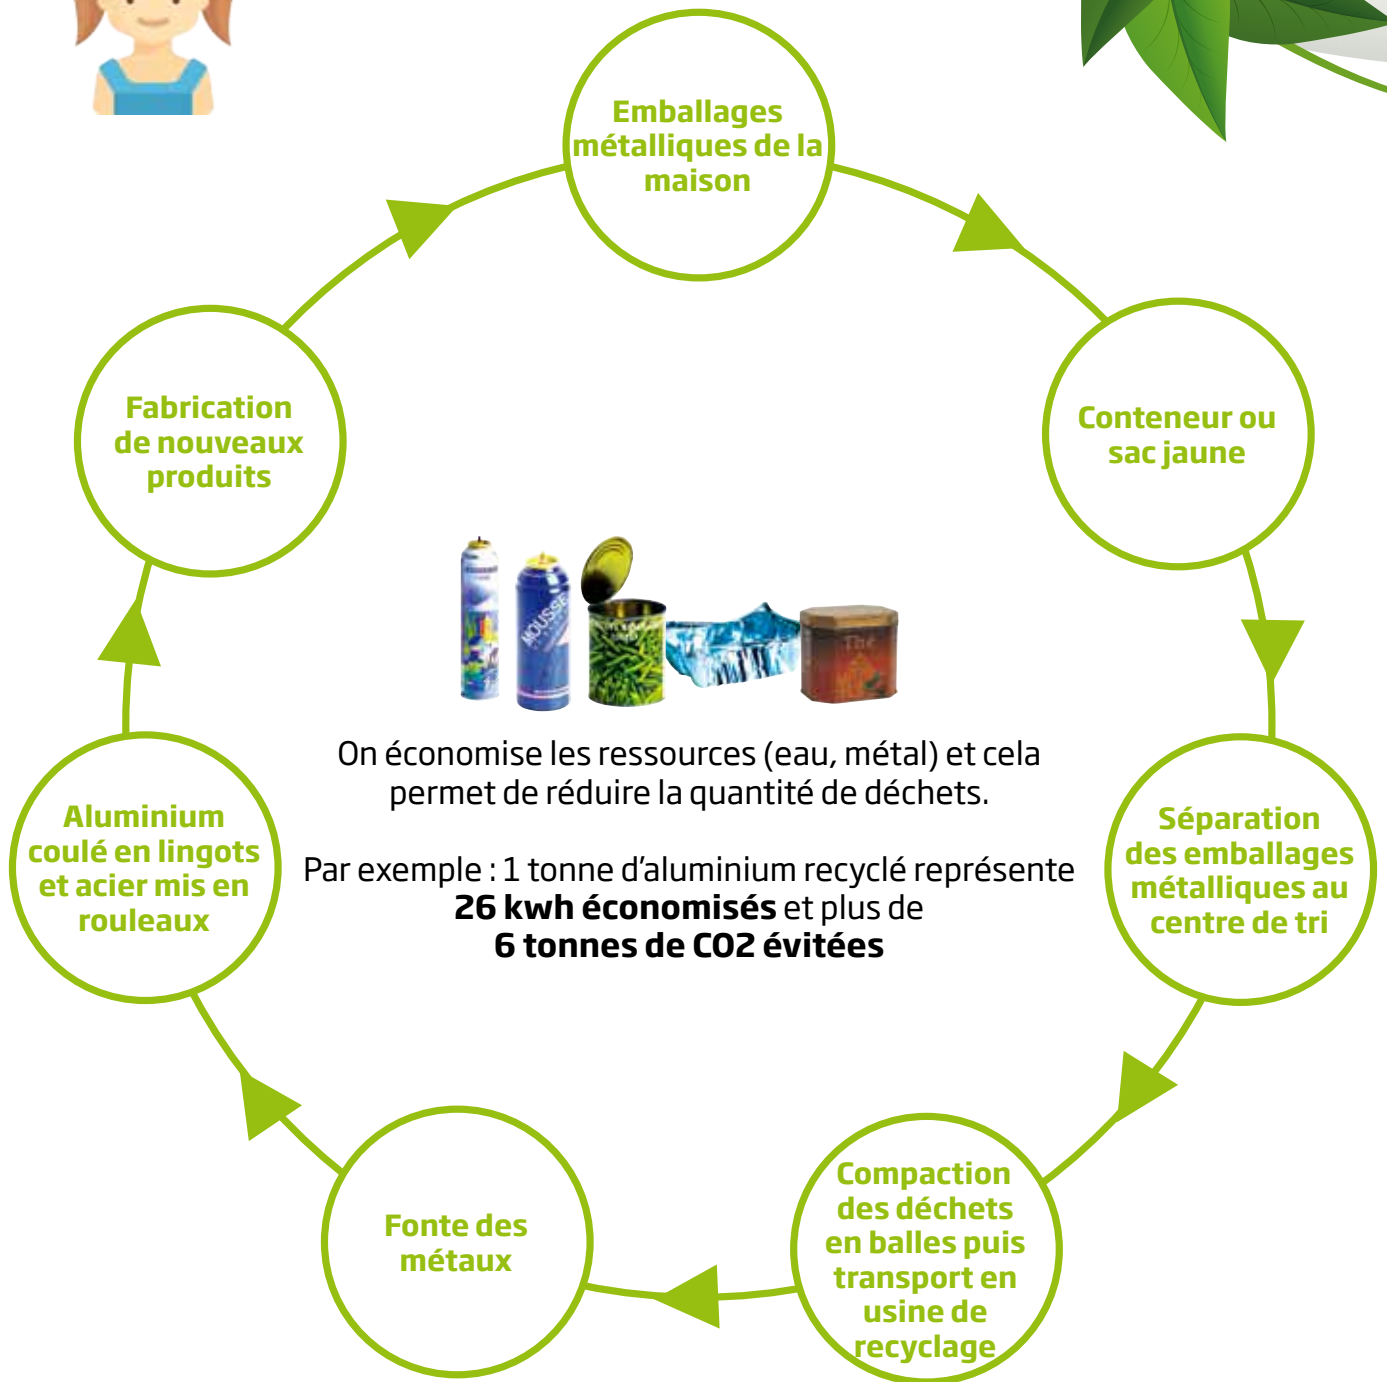 Emballages
métalliques de la
maison
Conteneur ou
sac jaune
Séparation
des emballages
métalliques au
centre de tri
Compaction
des déchets
en balles puis
transport en
usine de
recyclage
Fonte des
métaux
Aluminium
coulé en lingots
et acier mis en
rouleaux
Fabrication
de nouveaux
produits
MOUSSE
Thé
On économise les ressources (eau, métal) et cela
permet de réduire la quantité de déchets.
Par exemple : 1 tonne d’aluminium recyclé représente
26 kwh économisés et plus de
6 tonnes de CO2 évitées